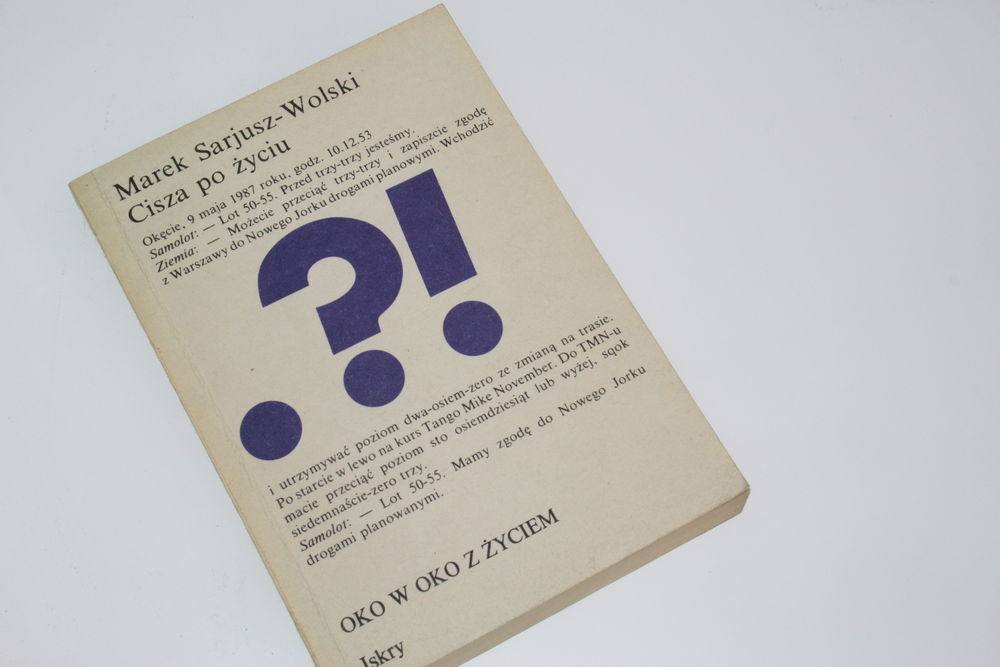 Marek Sarjusz-Wolski
Cisza po życiu
Okęcie, 9 maja 1987 roku, godz. 10.12.53
Samolot: — Lot 50-55. Przed trzy-trzy jesteśmy.
Ziemia: — Możecie przeciąć trzy-trzy i zapiszcie zgodę
z Warszawy do Nowego Jorku drogami planowymi. Wchodzić
?!
i utrzymywać poziom dwa-osiem-zero ze zmianą na trasie.
Po starcie w lewo na kurs Tango Mike November. Do TMN-u
macie przeciąć poziom sto osiemdziesiąt lub wyżej, sqok
siedemnaście-zero trzy.
Samolot: — Lot 50-55. Mamy zgodę do Nowego Jorku
drogami planowanymi.
OKO W OKO Z ŻYCIEM
Iskry